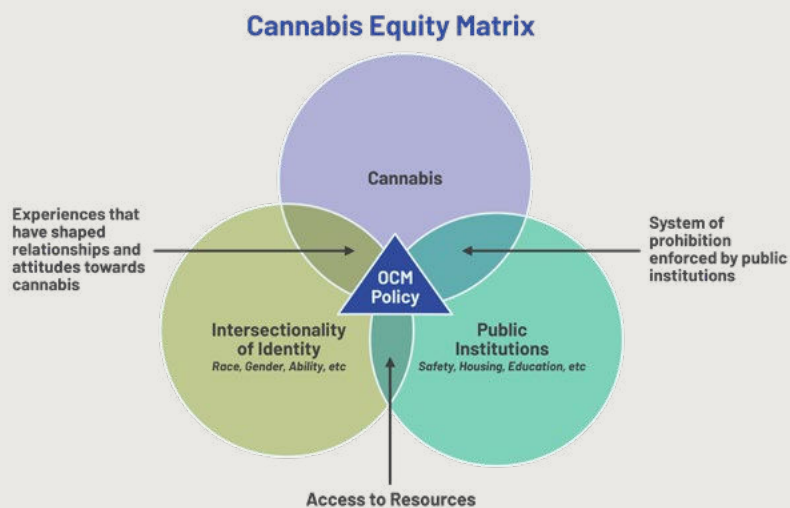 Cannabis Equity Matrix
Cannabis
Experiences that
have shaped
relationships and
attitudes towards
cannabis
System of
prohibition
enforced by public
institutions
OCM
Policy
Intersectionality
of Identity
Race, Gender, Ability, etc
Public
Institutions
Safety, Housing, Education, etc
Access to Resources